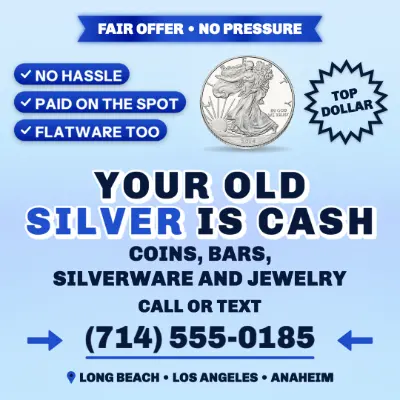 FAIR OFFER • NO PRESSURE
NO HASSLE
PAID ON THE SPOT
FLATWARE TOO
TOP
DOLLAR
YOUR OLD
SILVER IS CASH
COINS, BARS,
SILVERWARE AND JEWELRY
CALL OR TEXT
(714) 555-0185
LONG BEACH • LOS ANGELES • ANAHEIM